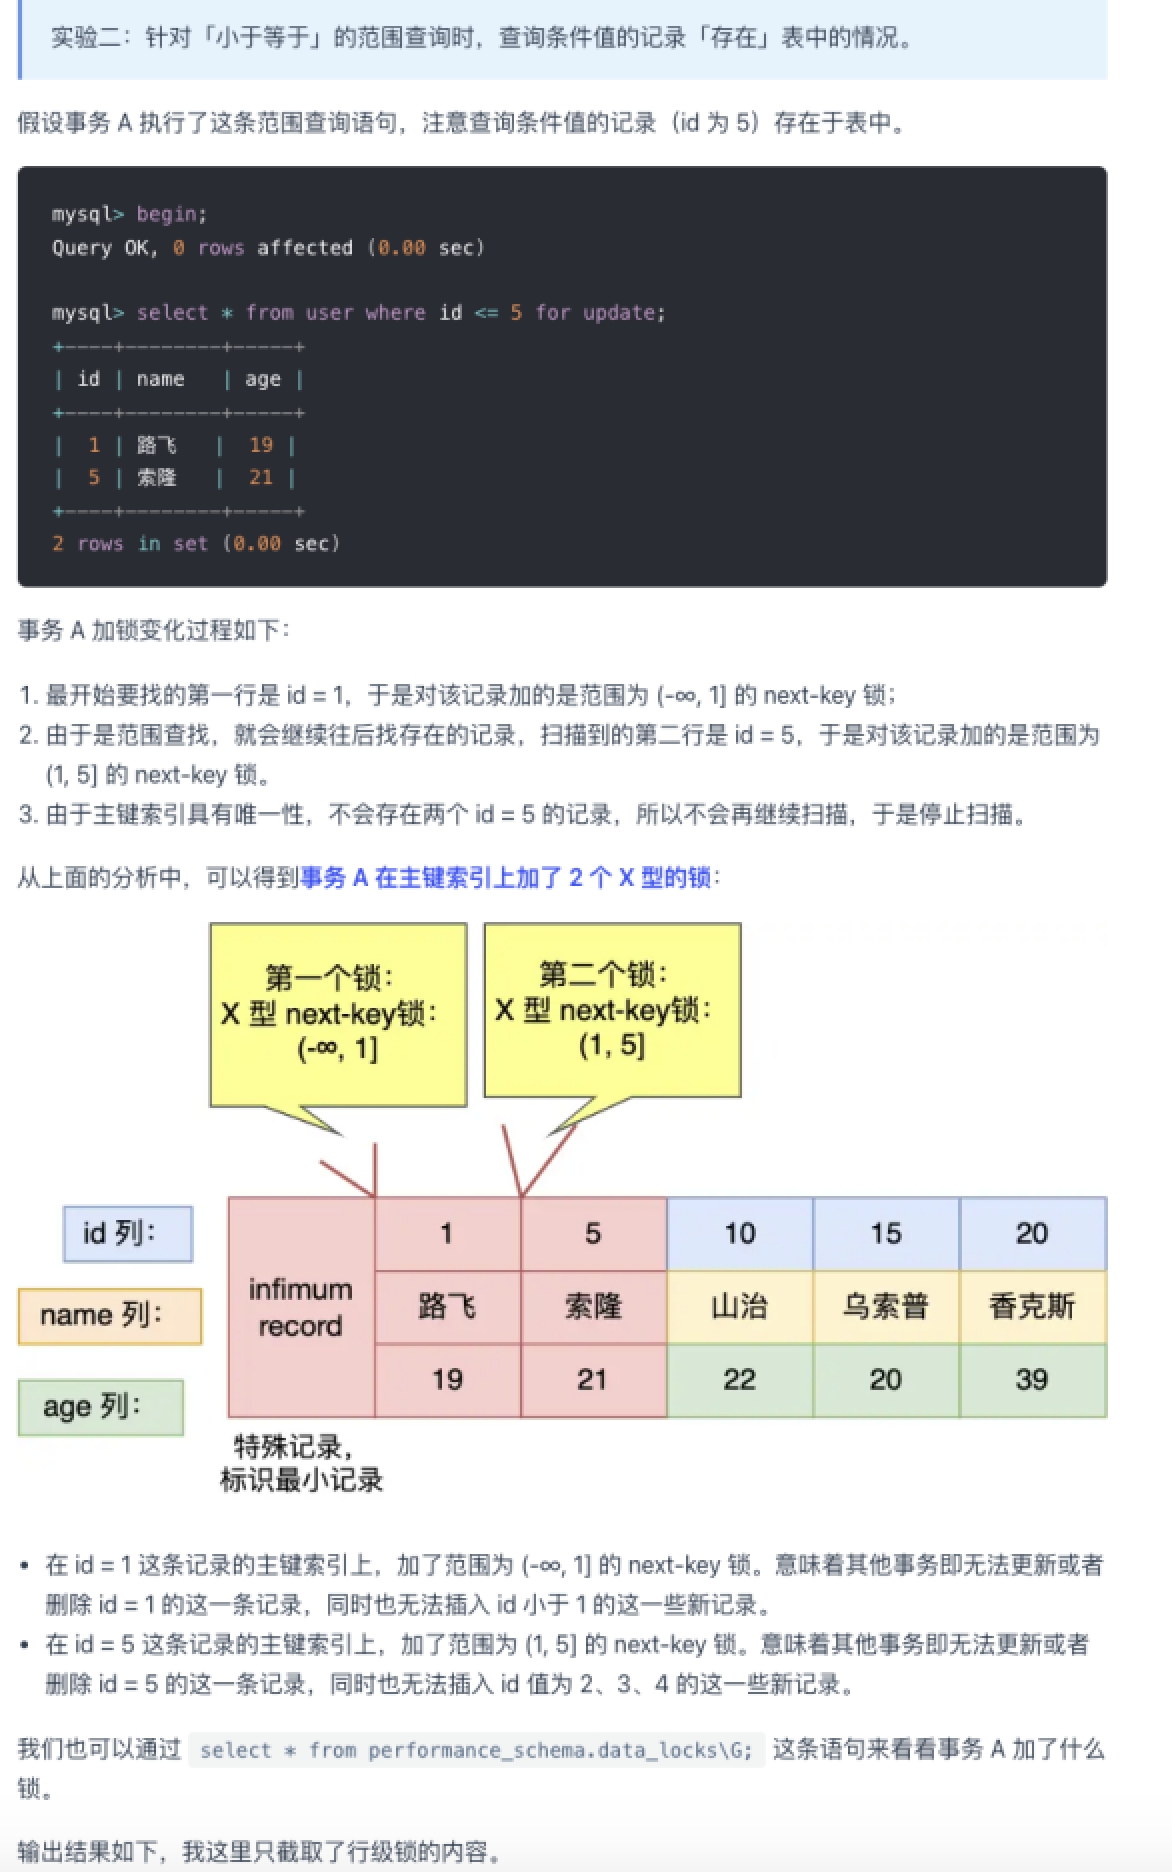 实验二：针对「小于等于」的范围查询时，查询条件值的记录「存在」表中的情况。
假设事务 A 执行了这条范围查询语句，注意查询条件值的记录（id 为 5）存在于表中。
mysql> begin;
Query OK, 0 rows affected (0.00 sec)
mysql> select * from user where id <= 5 for update;
+----+--------+-----+
| id | name   | age |
+----+--------+-----+
|  1 | 路飞   |  19 |
|  5 | 索隆   |  21 |
+----+--------+-----+
2 rows in set (0.00 sec)
事务 A 加锁变化过程如下：
1. 最开始要找的第一行是 id = 1，于是对该记录加的是范围为 (-∞, 1] 的 next-key 锁；
2. 由于是范围查找，就会继续往后找存在的记录，扫描到的第二行是 id = 5，于是对该记录加的是范围为
(1, 5] 的 next-key 锁。
3. 由于主键索引具有唯一性，不会存在两个 id = 5 的记录，所以不会再继续扫描，于是停止扫描。
从上面的分析中，可以得到事务 A 在主键索引上加了 2 个 X 型的锁：
第一个锁：
X 型 next-key锁：
(-∞, 1]
第二个锁：
X 型 next-key锁：
(1, 5]
id 列：
name 列：
age 列：
infimum
record
1
5
10
15
20
路飞
索隆
山治
乌索普
香克斯
19
21
22
20
39
特殊记录，
标识最小记录
• 在 id = 1 这条记录的主键索引上，加了范围为 (-∞, 1] 的 next-key 锁。意味着其他事务即无法更新或者
删除 id = 1 的这一条记录，同时也无法插入 id 小于 1 的这一些新记录。
• 在 id = 5 这条记录的主键索引上，加了范围为 (1, 5] 的 next-key 锁。意味着其他事务即无法更新或者
删除 id = 5 的这一条记录，同时也无法插入 id 值为 2、3、4 的这一些新记录。
我们也可以通过 select * from performance_schema.data_locks\G; 这条语句来看看事务 A 加了什么
锁。
输出结果如下，我这里只截取了行级锁的内容。